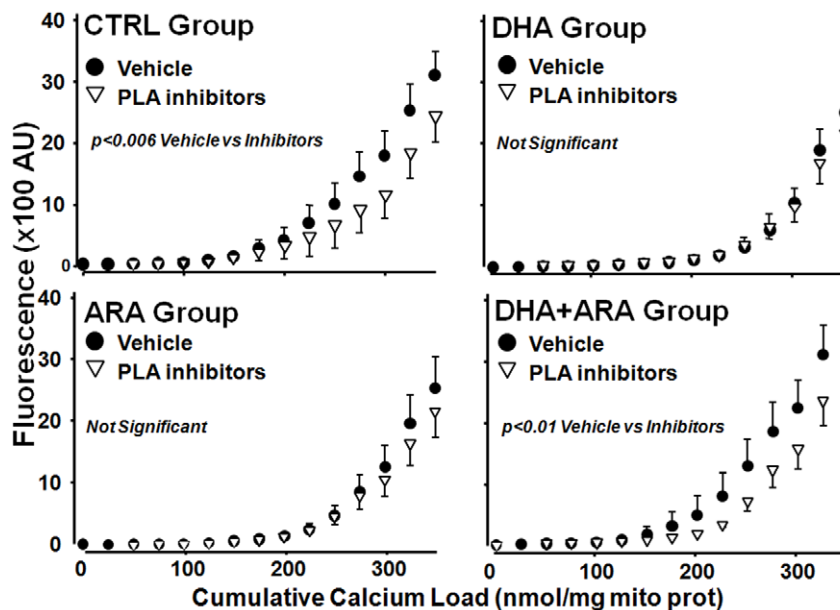 CTRL Group
Vehicle
PLA inhibitors
p<0.006 Vehicle vs Inhibitors
DHA Group
Vehicle
PLA inhibitors
Not Significant
ARA Group
Vehicle
PLA inhibitors
Not Significant
DHA+ARA Group
Vehicle
PLA inhibitors
p<0.01 Vehicle vs Inhibitors
Fluorescence (x100 AU)
40
30
20
10
0
40
30
20
10
0
0 100 200 300
0 100 200 300
Cumulative Calcium Load (nmol/mg mito prot)